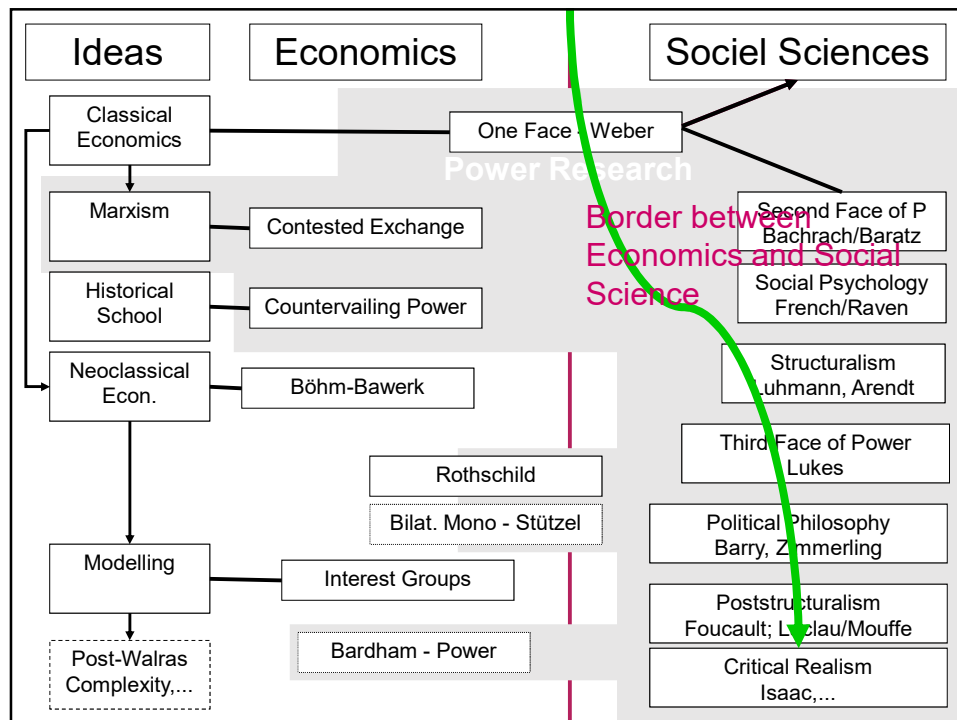 Ideas
Economics
Sociel Sciences
Classical
Economics
One Face - Weber
Power Research
Marxism
Contested Exchange
Second Face of P
Bachrach/Baratz
Border between
Economics and Social
Science
Social Psychology
French/Raven
Historical
School
Countervailing Power
Neoclassical
Econ.
Böhm-Bawerk
Structuralism
Luhmann, Arendt
Third Face of Power
Lukes
Rothschild
Bilat. Mono - Stützel
Political Philosophy
Barry, Zimmerling
Modelling
Interest Groups
Poststructuralism
Foucault; Laclau/Mouffe
Bardham - Power
Post-Walras
Complexity,...
Critical Realism
Isaac,...